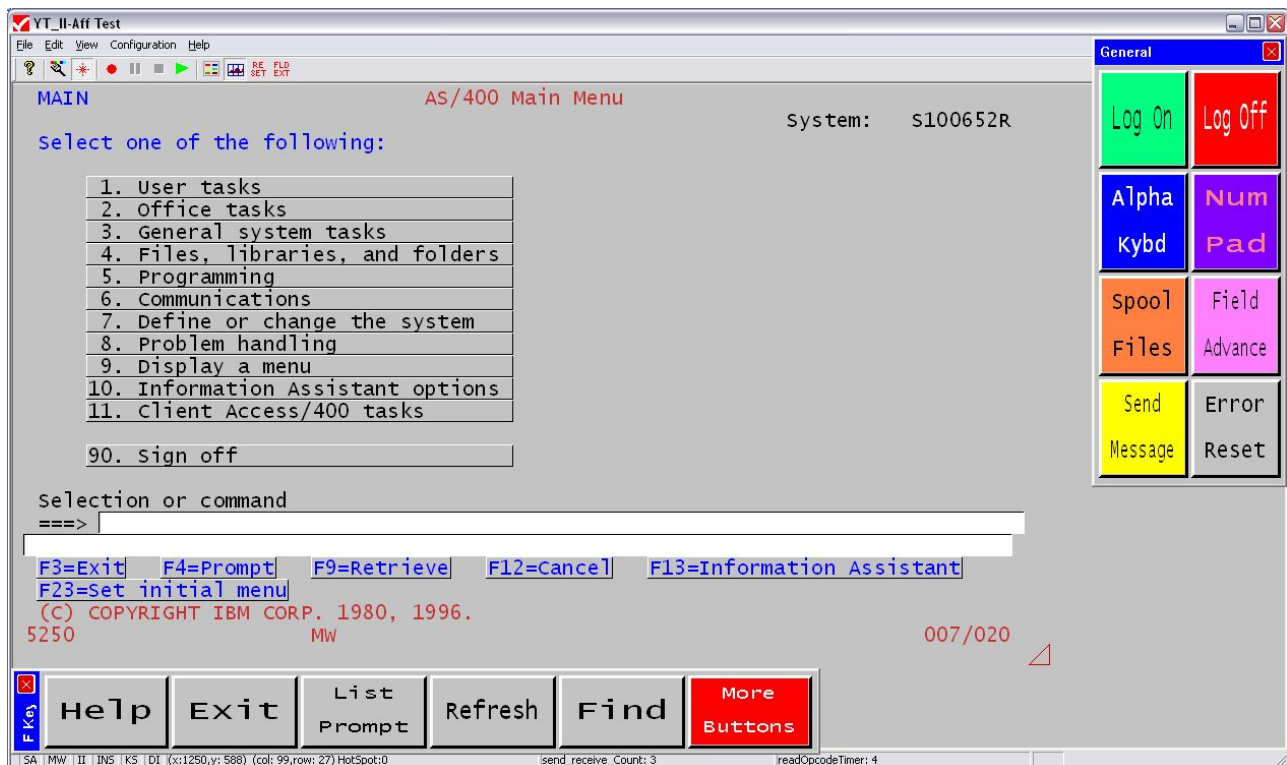 YT_II-Aff Test
File Edit View Configuration Help
RE SET FLD EXT
MAIN AS/400 Main Menu
System: S100652R
Select one of the following:
1. User tasks
2. Office tasks
3. General system tasks
4. Files, libraries, and folders
5. Programming
6. Communications
7. Define or change the system
8. Problem handling
9. Display a menu
10. Information Assistant options
11. Client Access/400 tasks
90. Sign off
Selection or command
===>
F3=Exit F4=Prompt F9=Retrieve F12=Cancel F13=Information Assistant
F23=Set initial menu
(C) COPYRIGHT IBM CORP. 1980, 1996.
5250 MW 007/020
General
Log On Log Off
Alpha Kybd
Num Pad
Spool Files
Field Advance
Send Message
Error Reset
F Key
Help Exit List Prompt Refresh Find More Buttons
SA MW II INS KS DI (x:1250,y: 588) (col: 99,row: 27) HotSpot:0 send_receive_Count: 3 readOpcodeTimer: 4